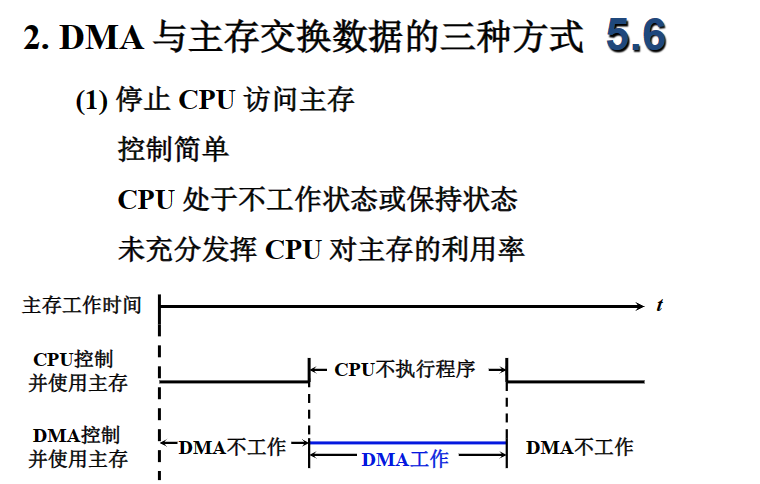 2. DMA 与主存交换数据的三种方式 5.6
(1) 停止 CPU 访问主存
控制简单
CPU 处于不工作状态或保持状态
未充分发挥 CPU 对主存的利用率
主存工作时间 t
CPU控制
并使用主存
CPU不执行程序
DMA控制
并使用主存
DMA不工作
DMA工作
DMA不工作